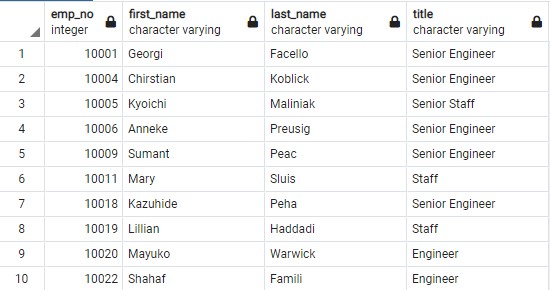 emp_no first_name last_name title
integer character varying character varying character varying
1 10001 Georgi Facello Senior Engineer
2 10004 Chirstian Koblick Senior Engineer
3 10005 Kyoichi Maliniak Senior Staff
4 10006 Anneke Preusig Senior Engineer
5 10009 Sumant Peac Senior Engineer
6 10011 Mary Sluis Staff
7 10018 Kazuhide Peha Senior Engineer
8 10019 Lillian Haddadi Staff
9 10020 Mayuko Warwick Engineer
10 10022 Shahaf Famili Engineer